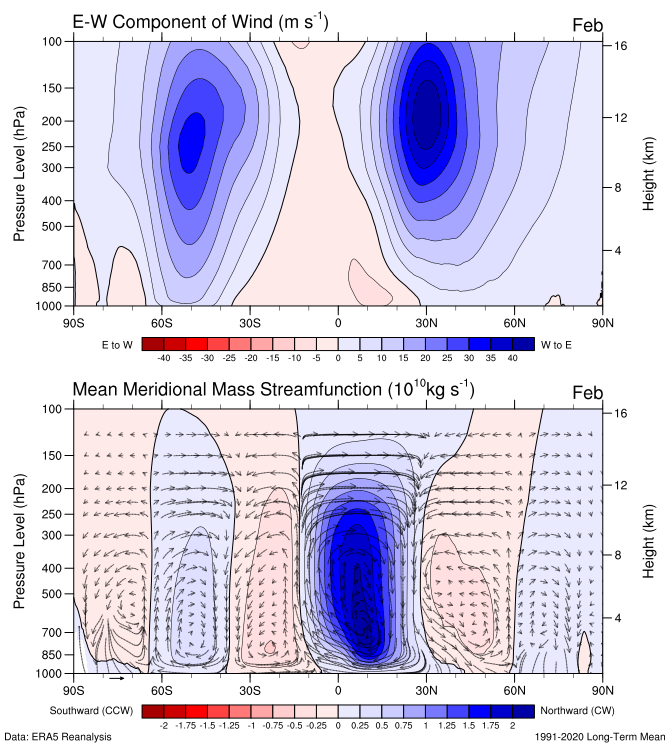 E-W Component of Wind (m s⁻¹) Feb
Pressure Level (hPa)
100
150
200
250
300
400
500
700
850
1000
90S 60S 30S 0 30N 60N 90N
16
12
8
4
Height (km)
E to W -40 -35 -30 -25 -20 -15 -10 -5 0 5 10 15 20 25 30 35 40 W to E
Mean Meridional Mass Streamfunction (10¹⁰kg s⁻¹) Feb
Pressure Level (hPa)
100
150
200
250
300
400
500
700
850
1000
90S 60S 30S 0 30N 60N 90N
16
12
8
4
Height (km)
Southward (CCW) -2 -1.75 -1.5 -1.25 -1 -0.75 -0.5 -0.25 0 0.25 0.5 0.75 1 1.25 1.5 1.75 2 Northward (CW)
Data: ERA5 Reanalysis 1991-2020 Long-Term Mean